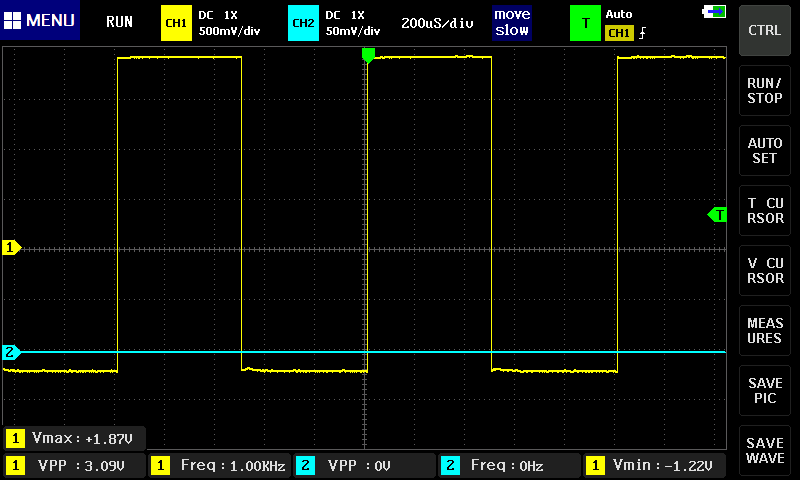 MENU
RUN
CH1
DC 1X
500mV/div
CH2
DC 1X
50mV/div
200uS/div
move
slow
T
Auto
CH1
CTRL
RUN/
STOP
AUTO
SET
T CU
RSOR
V CU
RSOR
MEAS
URES
SAVE
PIC
SAVE
WAVE
T
1
2
1 Vmax：+1.87V
1 VPP：3.09V
1 Freq：1.00KHz
2 VPP：0V
2 Freq：0Hz
1 Vmin：-1.22V